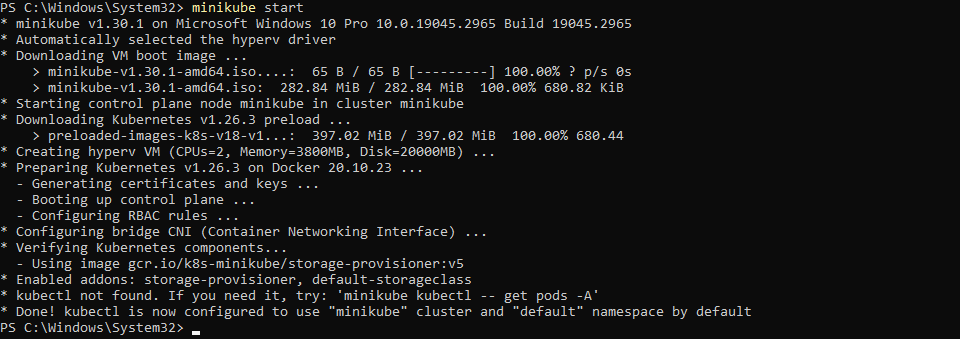 PS C:\Windows\System32> minikube start
* minikube v1.30.1 on Microsoft Windows 10 Pro 10.0.19045.2965 Build 19045.2965
* Automatically selected the hyperv driver
* Downloading VM boot image ...
    > minikube-v1.30.1-amd64.iso....:  65 B / 65 B [---------] 100.00% ? p/s 0s
    > minikube-v1.30.1-amd64.iso:  282.84 MiB / 282.84 MiB  100.00% 680.82 KiB
* Starting control plane node minikube in cluster minikube
* Downloading Kubernetes v1.26.3 preload ...
    > preloaded-images-k8s-v18-v1...:  397.02 MiB / 397.02 MiB  100.00% 680.44
* Creating hyperv VM (CPUs=2, Memory=3800MB, Disk=20000MB) ...
* Preparing Kubernetes v1.26.3 on Docker 20.10.23 ...
  - Generating certificates and keys ...
  - Booting up control plane ...
  - Configuring RBAC rules ...
* Configuring bridge CNI (Container Networking Interface) ...
* Verifying Kubernetes components...
  - Using image gcr.io/k8s-minikube/storage-provisioner:v5
* Enabled addons: storage-provisioner, default-storageclass
* kubectl not found. If you need it, try: 'minikube kubectl -- get pods -A'
* Done! kubectl is now configured to use "minikube" cluster and "default" namespace by default
PS C:\Windows\System32>